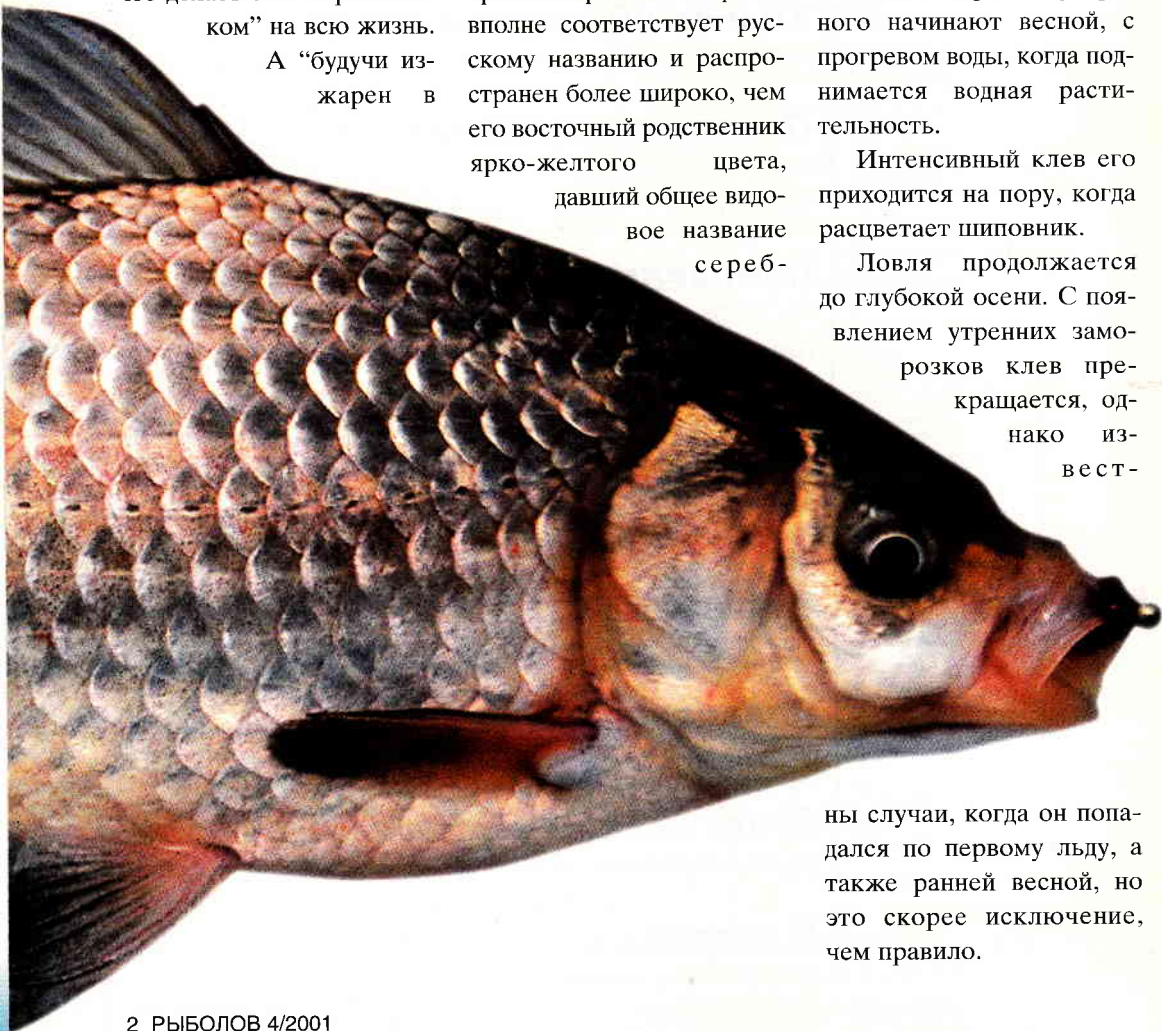 ком” на всю жизнь.
А “будучи из-
жарен в
вполне соответствует рус-
скому названию и распро-
странен более широко, чем
его восточный родственник
ярко-желтого цвета,
давший общее видо-
вое название
сереб-
ного начинают весной, с
прогревом воды, когда под-
нимается водная расти-
тельность.
Интенсивный клев его
приходится на пору, когда
расцветает шиповник.
Ловля продолжается
до глубокой осени. С поя-
влением утренних замо-
розков клев пре-
кращается, од-
нако из-
вест-
ны случаи, когда он попа-
дался по первому льду, а
также ранней весной, но
это скорее исключение,
чем правило.
2 РЫБОЛОВ 4/2001